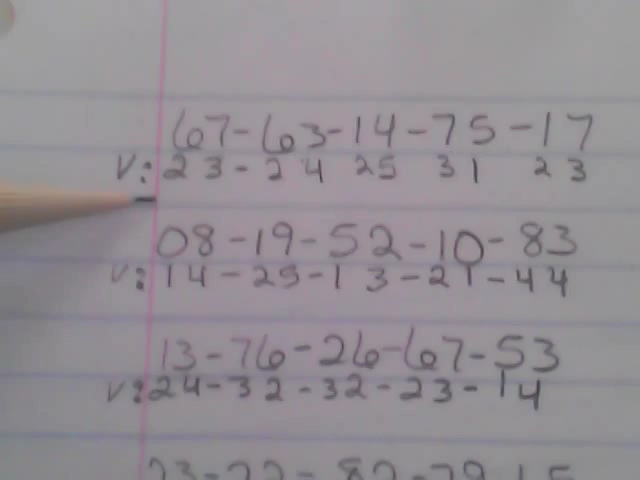 67-63-14-75-17
V: 23-24 25 31 23
08-19-52-10-83
V: 14-25-13-21-44
13-76-26-67-53
V: 24-32-32-23-14